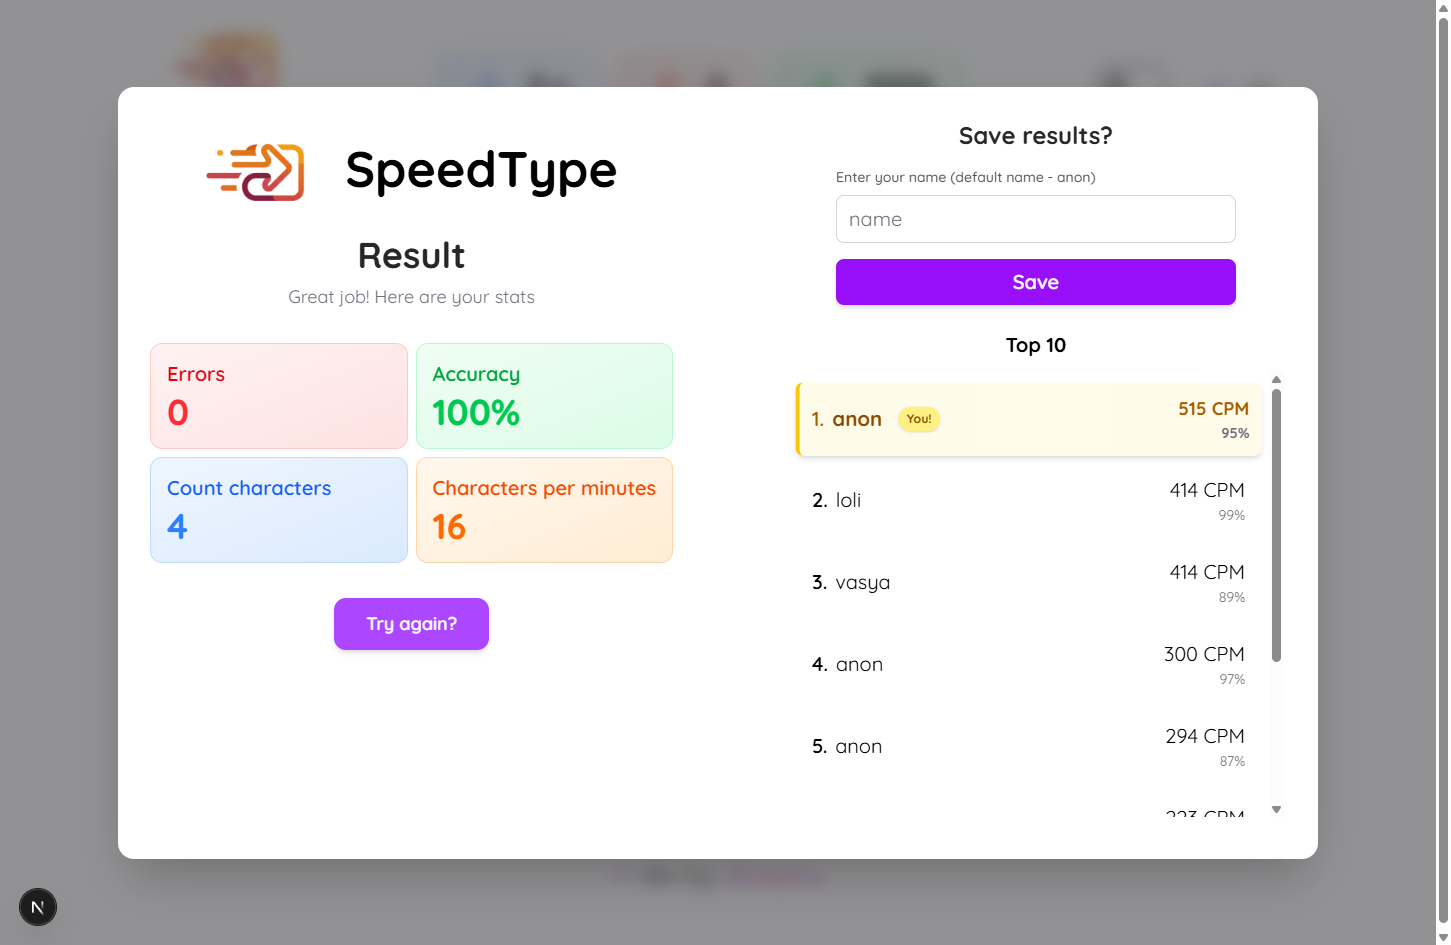 SpeedType
Result
Great job! Here are your stats
Errors
0
Accuracy
100%
Count characters
4
Characters per minutes
16
Try again?
Save results?
Enter your name (default name - anon)
name
Save
Top 10
1. anon You! 515 CPM
95%
2. loli 414 CPM
99%
3. vasya 414 CPM
89%
4. anon 300 CPM
97%
5. anon 294 CPM
87%
223 CPM
N